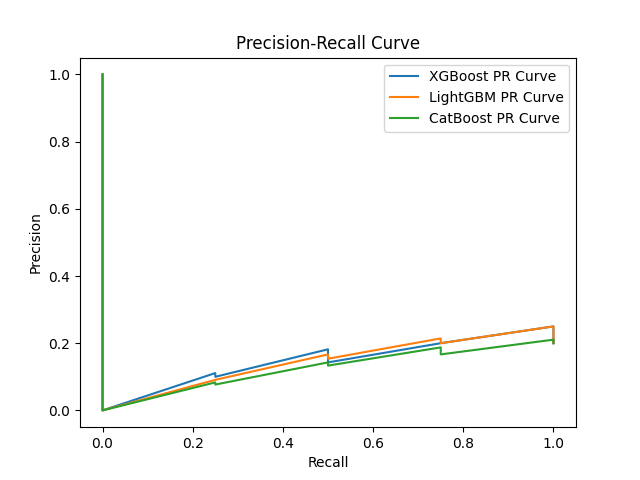 Precision-Recall Curve
XGBoost PR Curve
LightGBM PR Curve
CatBoost PR Curve
Precision
1.0
0.8
0.6
0.4
0.2
0.0
0.0 0.2 0.4 0.6 0.8 1.0
Recall